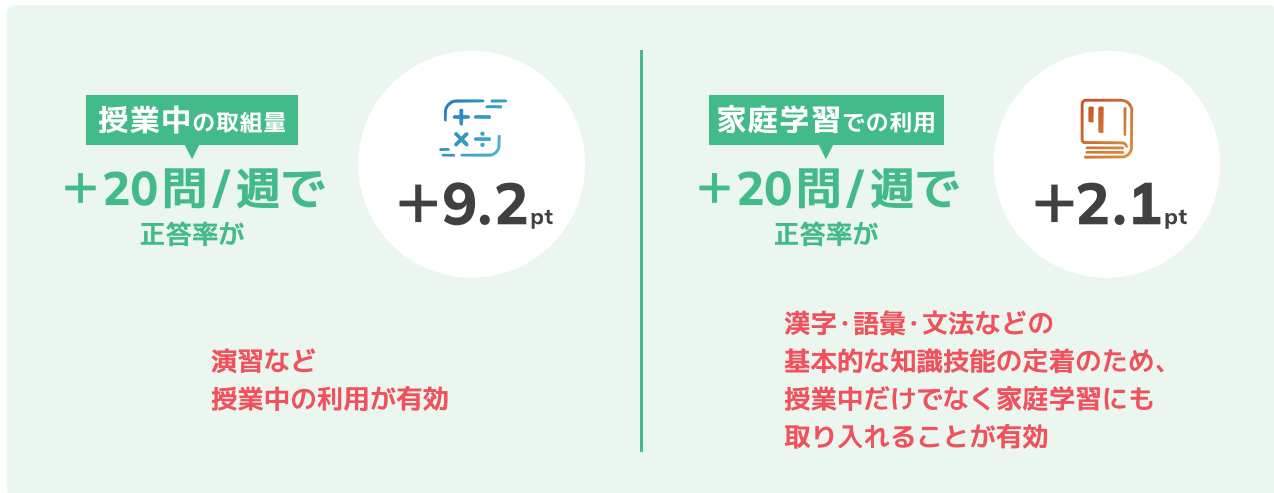 授業中の取組量
+20問/週で
正答率が
+9.2pt
演習など
授業中の利用が有効
家庭学習での利用
+20問/週で
正答率が
+2.1pt
漢字・語彙・文法などの
基本的な知識技能の定着のため、
授業中だけでなく家庭学習にも
取り入れることが有効